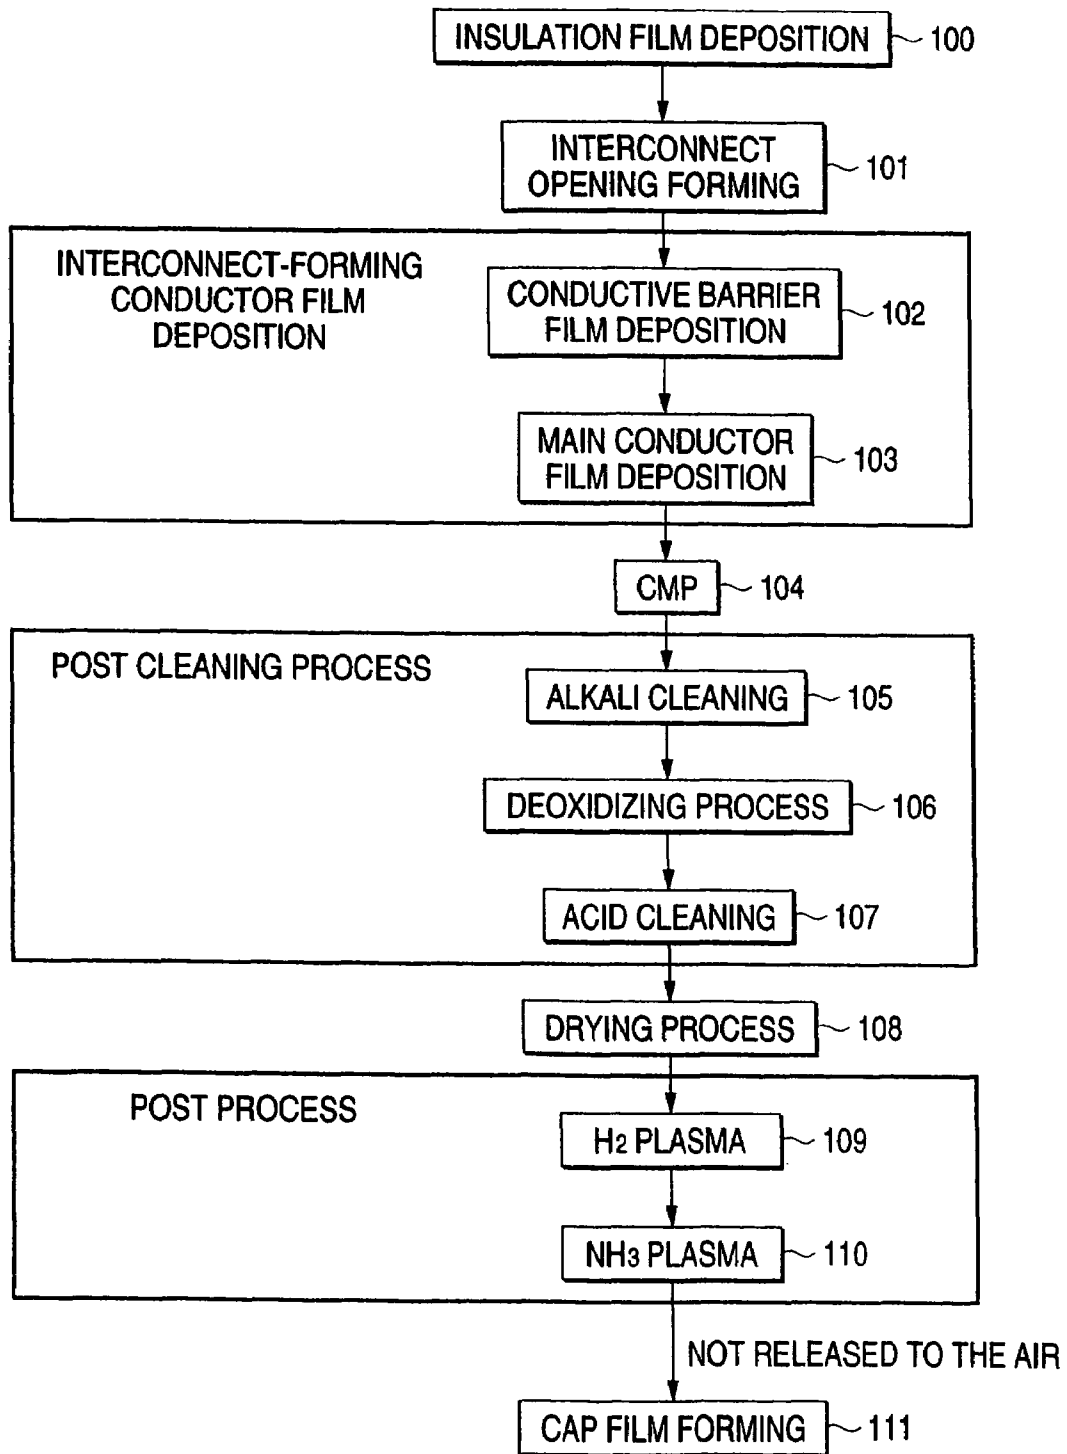 INSULATION FILM DEPOSITION 100
INTERCONNECT
OPENING FORMING 101
INTERCONNECT-FORMING
CONDUCTOR FILM
DEPOSITION
CONDUCTIVE BARRIER
FILM DEPOSITION 102
MAIN CONDUCTOR
FILM DEPOSITION 103
CMP 104
POST CLEANING PROCESS
ALKALI CLEANING 105
DEOXIDIZING PROCESS 106
ACID CLEANING 107
DRYING PROCESS 108
POST PROCESS
H2 PLASMA 109
NH3 PLASMA 110
NOT RELEASED TO THE AIR
CAP FILM FORMING 111